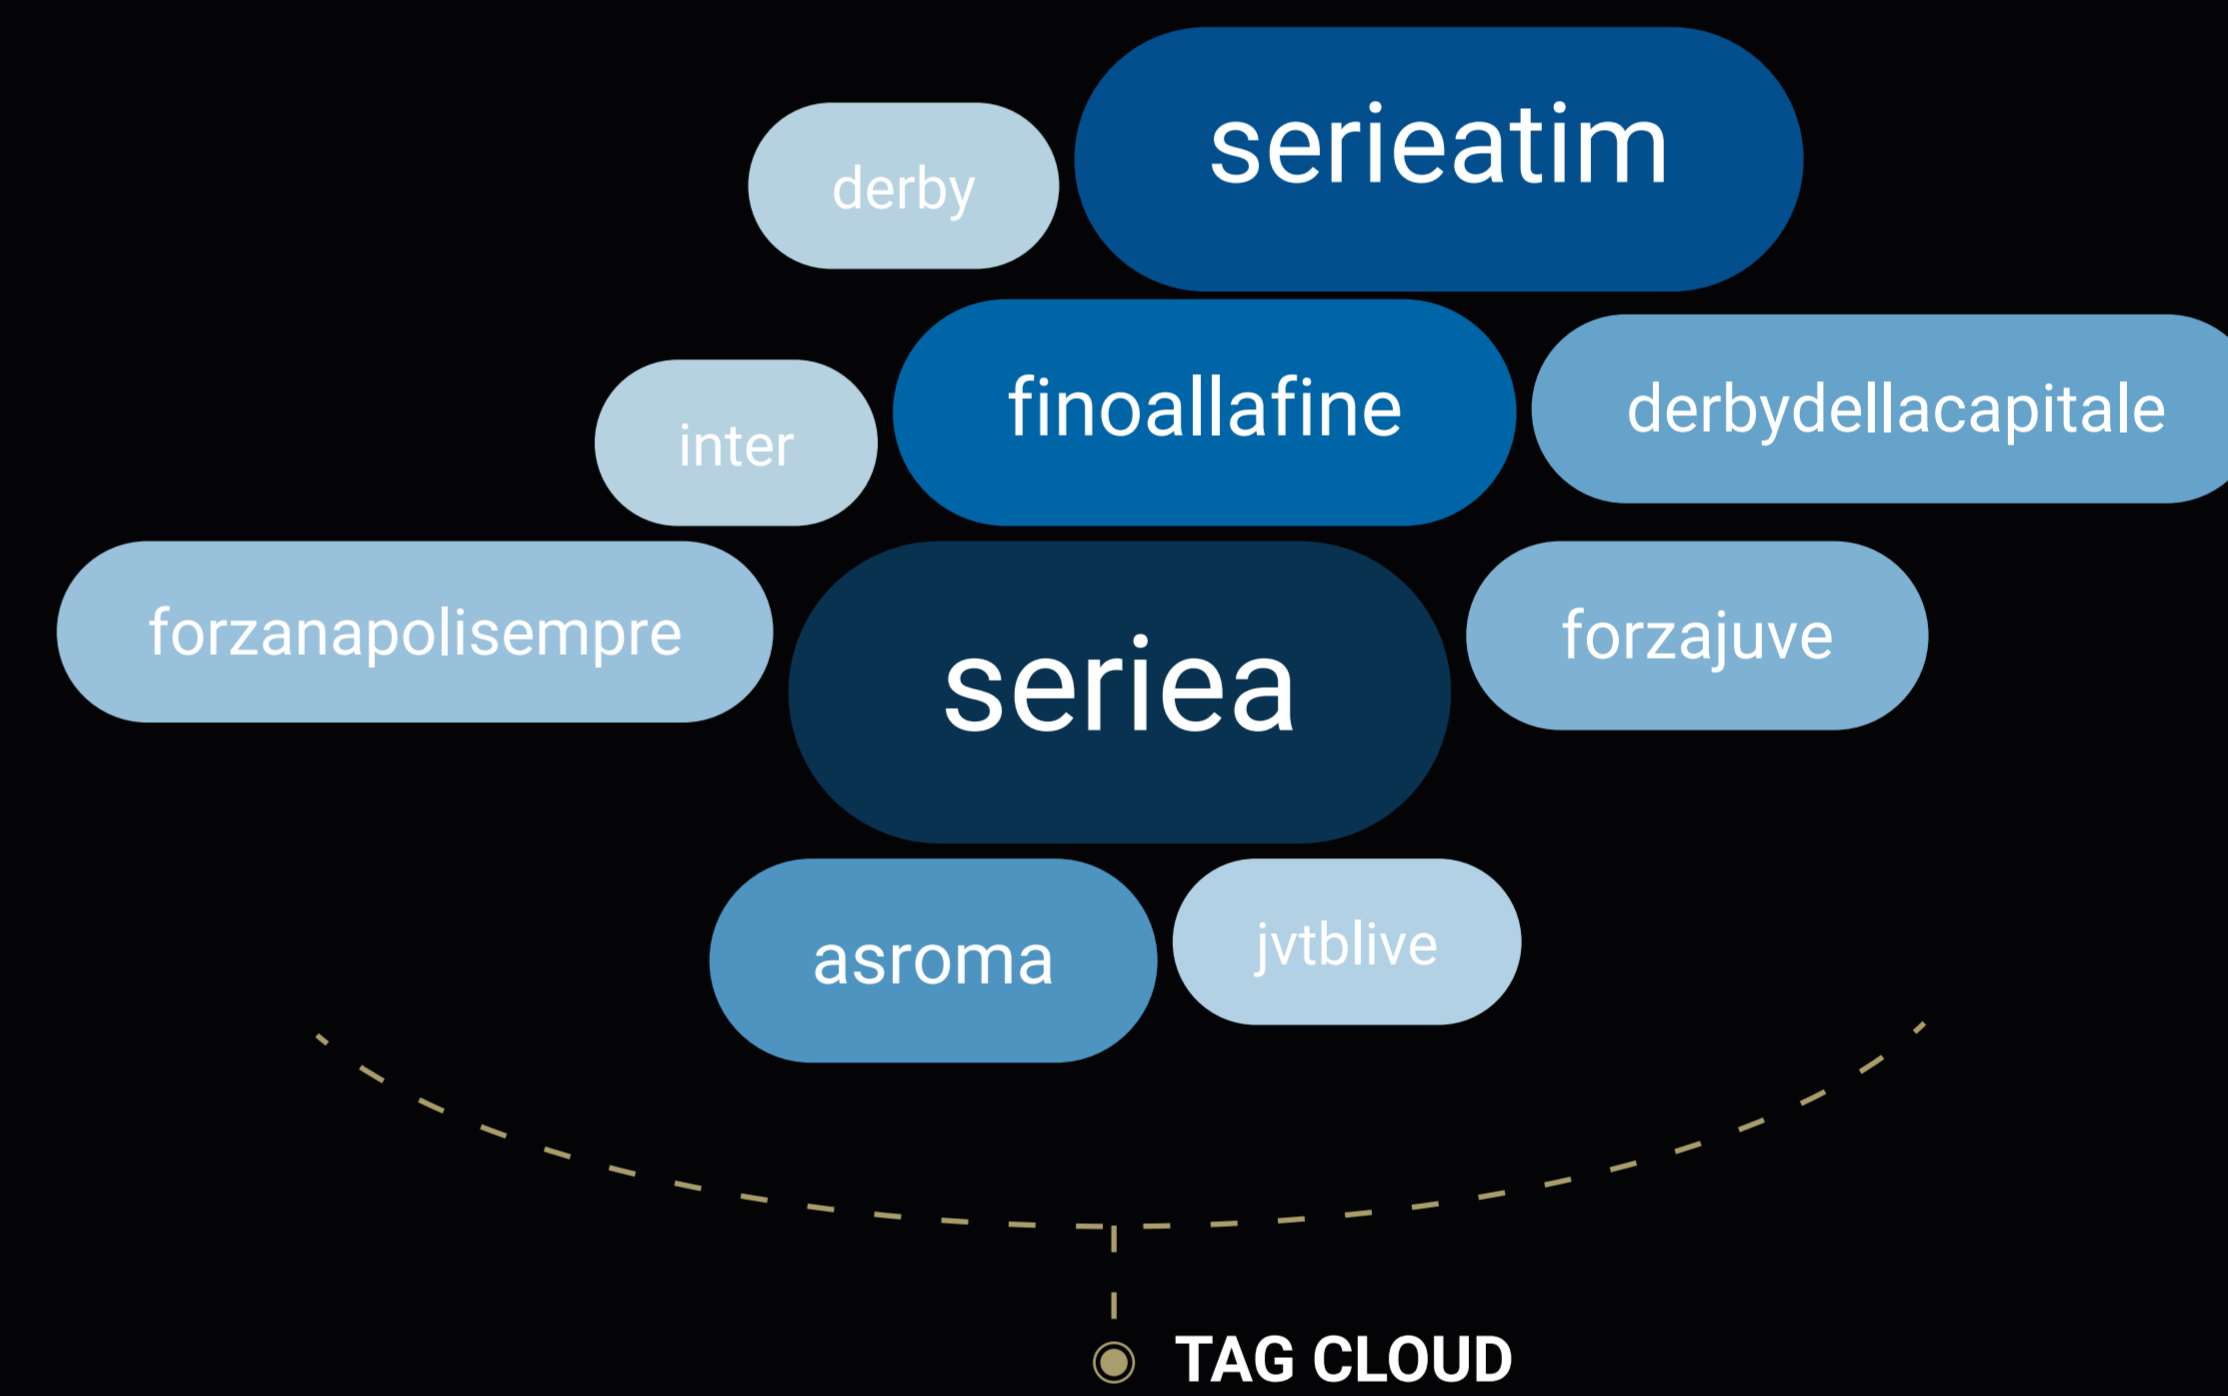 serieatim
derby
finoallafine
derbydellacapitale
inter
forzanapolisempre
seriea
forzajuve
asroma
jvtblive
TAG CLOUD